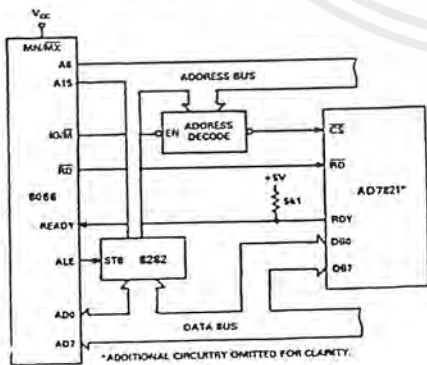 VCC
MN/MX
A8
A15
ADDRESS BUS
IO/M
EN
ADDRESS
DECODE
CS
RD
RD
+5V
5k1
AD7821*
READY
RDY
ALE
STB
8282
DB0
DB7
AD0
DATA BUS
AD7
*ADDITIONAL CIRCUITRY OMITTED FOR CLARITY.